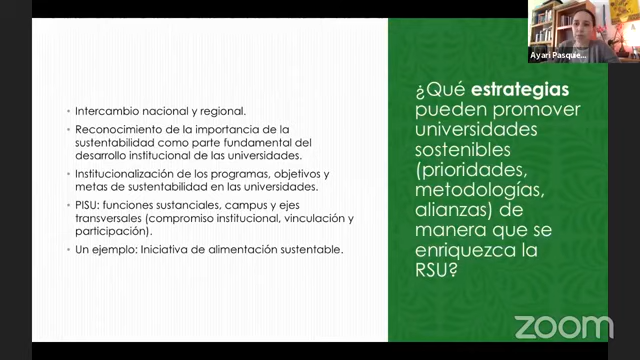 Ayari Pasquie...
• Intercambio nacional y regional.
• Reconocimiento de la importancia de la
sustentabilidad como parte fundamental del
desarrollo institucional de las universidades.
• Institucionalización de los programas, objetivos y
metas de sustentabilidad en las universidades.
• PISU: funciones sustanciales, campus y ejes
transversales (compromiso institucional, vinculación y
participación).
• Un ejemplo: Iniciativa de alimentación sustentable.
¿Qué estrategias
pueden promover
universidades
sostenibles
(prioridades,
metodologías,
alianzas) de
manera que se
enriquezca la
RSU?
zoom